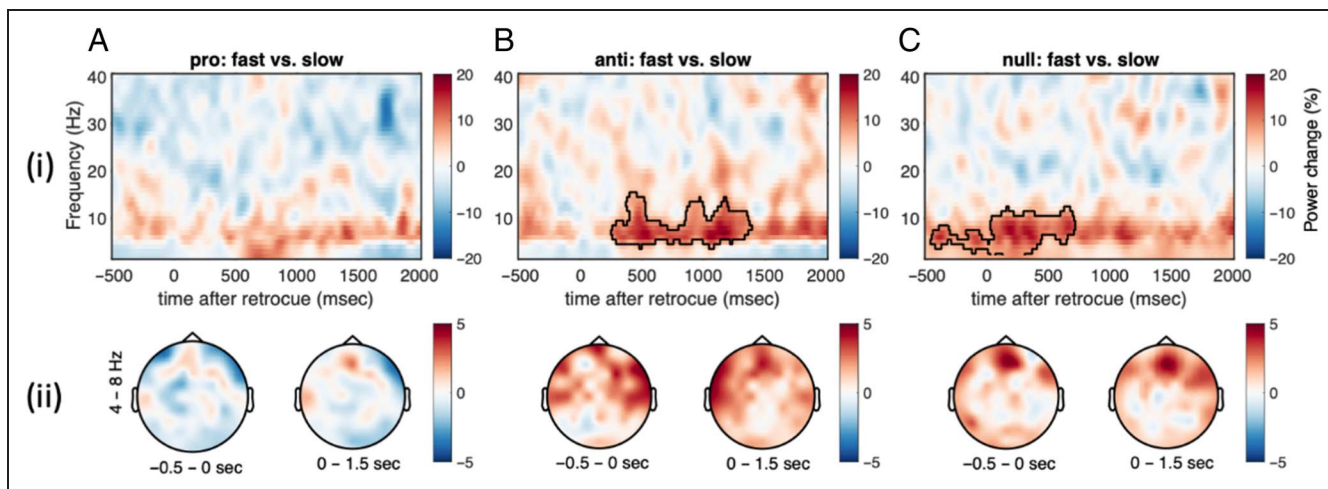 A
B
C
pro: fast vs. slow
anti: fast vs. slow
null: fast vs. slow
(i)
Frequency (Hz)
40
30
20
10
20
10
0
−10
−20
40
30
20
10
20
10
0
−10
−20
40
30
20
10
20
10
0
−10
−20
Power change (%)
−500 0 500 1000 1500 2000
−500 0 500 1000 1500 2000
−500 0 500 1000 1500 2000
time after retrocue (msec)
time after retrocue (msec)
time after retrocue (msec)
(ii)
4 – 8 Hz
5
0
−5
5
0
−5
5
0
−5
−0.5 – 0 sec
0 – 1.5 sec
−0.5 – 0 sec
0 – 1.5 sec
−0.5 – 0 sec
0 – 1.5 sec